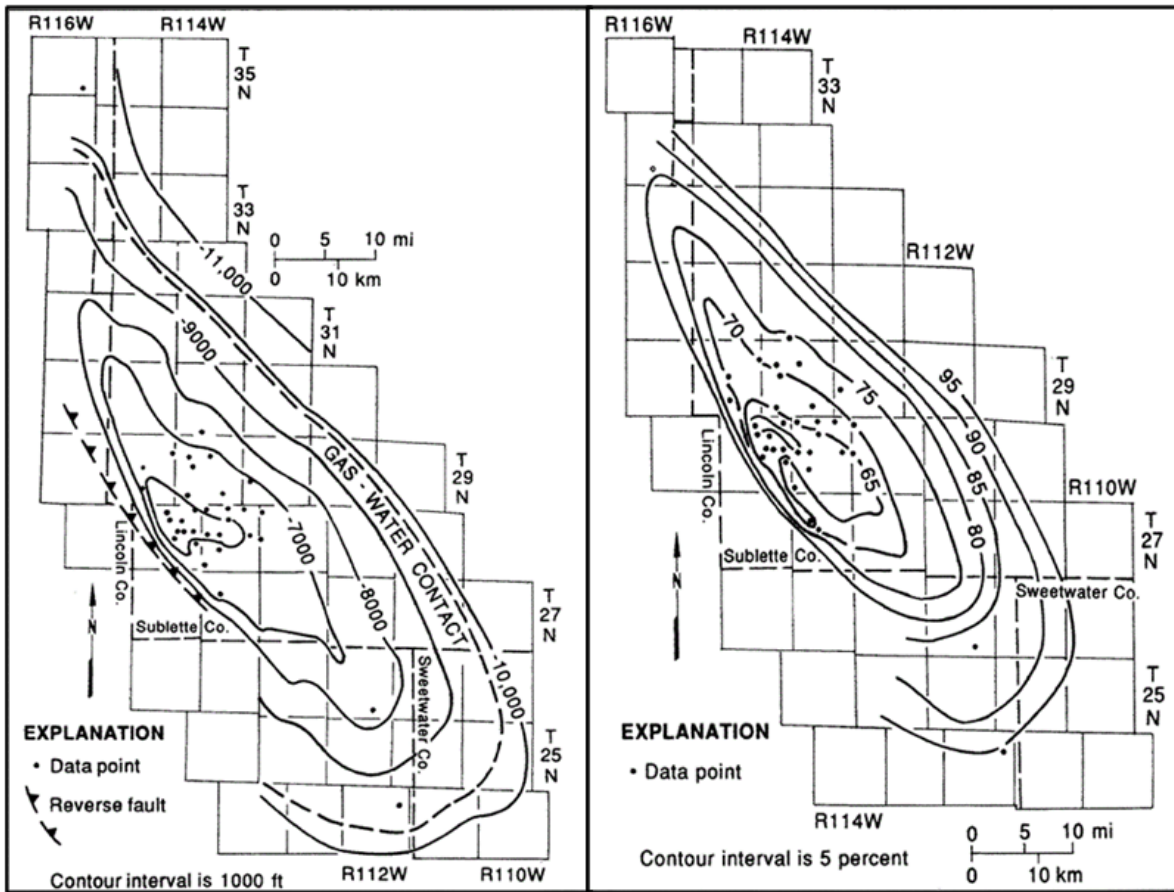 R116W R114W
T
35
N
T
33
N
0 5 10 mi
0 10 km
-11,000
T
31
N
-9000
GAS - WATER CONTACT
T
29
N
-7000
-8000
Lincoln Co.
N
T
27
N
Sublette Co.
Sweetwater Co.
-10,000
T
25
N
EXPLANATION
• Data point
Reverse fault
Contour interval is 1000 ft
R112W R110W
R116W R114W
T
33
N
R112W
70
75
95
T
29
N
90
Lincoln Co.
65
85
R110W
80
T
27
N
N
Sublette Co.
Sweetwater Co.
T
25
N
EXPLANATION
• Data point
R114W
0 5 10 mi
0 10 km
Contour interval is 5 percent